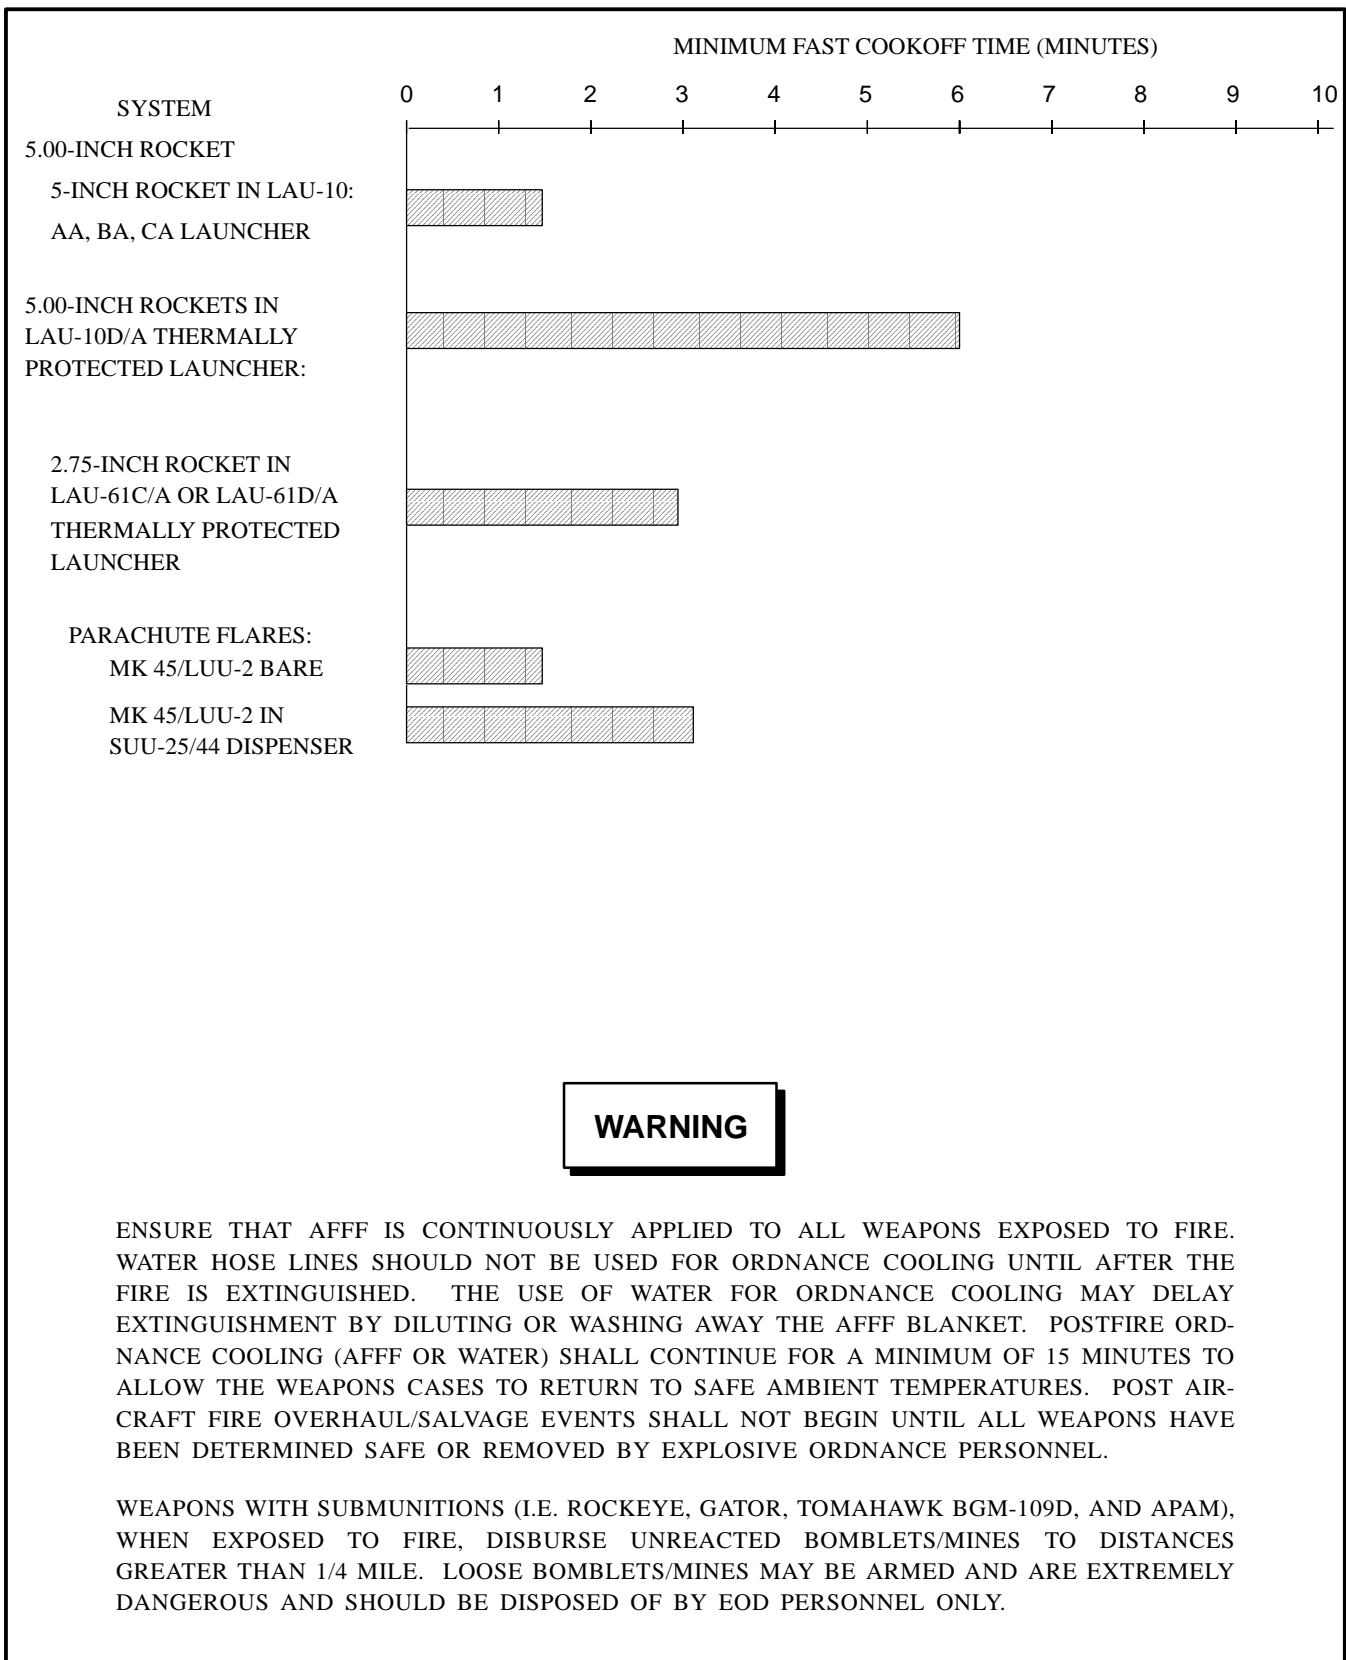 MINIMUM FAST COOKOFF TIME (MINUTES)
0 1 2 3 4 5 6 7 8 9 10
SYSTEM
5.00-INCH ROCKET
5-INCH ROCKET IN LAU-10:
AA, BA, CA LAUNCHER
5.00-INCH ROCKETS IN
LAU-10D/A THERMALLY
PROTECTED LAUNCHER:
2.75-INCH ROCKET IN
LAU-61C/A OR LAU-61D/A
THERMALLY PROTECTED
LAUNCHER
PARACHUTE FLARES:
MK 45/LUU-2 BARE
MK 45/LUU-2 IN
SUU-25/44 DISPENSER
WARNING
ENSURE THAT AFFF IS CONTINUOUSLY APPLIED TO ALL WEAPONS EXPOSED TO FIRE.
WATER HOSE LINES SHOULD NOT BE USED FOR ORDNANCE COOLING UNTIL AFTER THE
FIRE IS EXTINGUISHED. THE USE OF WATER FOR ORDNANCE COOLING MAY DELAY
EXTINGUISHMENT BY DILUTING OR WASHING AWAY THE AFFF BLANKET. POSTFIRE ORD-
NANCE COOLING (AFFF OR WATER) SHALL CONTINUE FOR A MINIMUM OF 15 MINUTES TO
ALLOW THE WEAPONS CASES TO RETURN TO SAFE AMBIENT TEMPERATURES. POST AIR-
CRAFT FIRE OVERHAUL/SALVAGE EVENTS SHALL NOT BEGIN UNTIL ALL WEAPONS HAVE
BEEN DETERMINED SAFE OR REMOVED BY EXPLOSIVE ORDNANCE PERSONNEL.
WEAPONS WITH SUBMUNITIONS (I.E. ROCKEYE, GATOR, TOMAHAWK BGM-109D, AND APAM),
WHEN EXPOSED TO FIRE, DISBURSE UNREACTED BOMBLETS/MINES TO DISTANCES
GREATER THAN 1/4 MILE. LOOSE BOMBLETS/MINES MAY BE ARMED AND ARE EXTREMELY
DANGEROUS AND SHOULD BE DISPOSED OF BY EOD PERSONNEL ONLY.